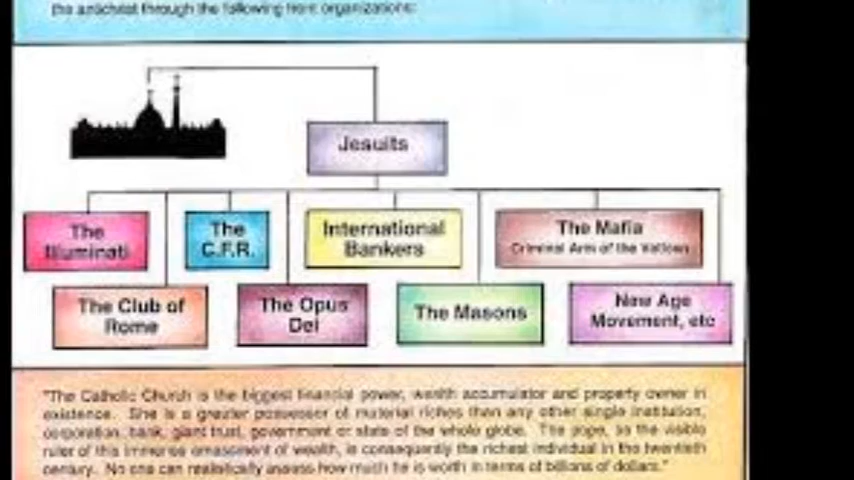 the antichrist through the following front organizations:
Jesuits
The
Illuminati
The
C.F.R.
International
Bankers
The Mafia
Criminal Arm of the Vatican
The Club of
Rome
The Opus
Dei
The Masons
New Age
Movement, etc
"The Catholic Church is the biggest financial power, wealth accumulator and property owner in
existence. She is a greater possessor of material riches than any other single institution,
corporation, bank, giant trust, government or state of the whole globe. The pope, as the visible
ruler of this immense amassment of wealth, is consequently the richest individual in the twentieth
century. No one can realistically assess how much he is worth in terms of billions of dollars."